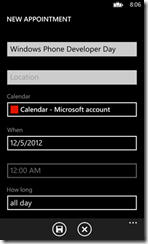 8:06
NEW APPOINTMENT
Windows Phone Developer Day
Location
Calendar
Calendar - Microsoft account
When
12/5/2012
12:00 AM
How long
all day